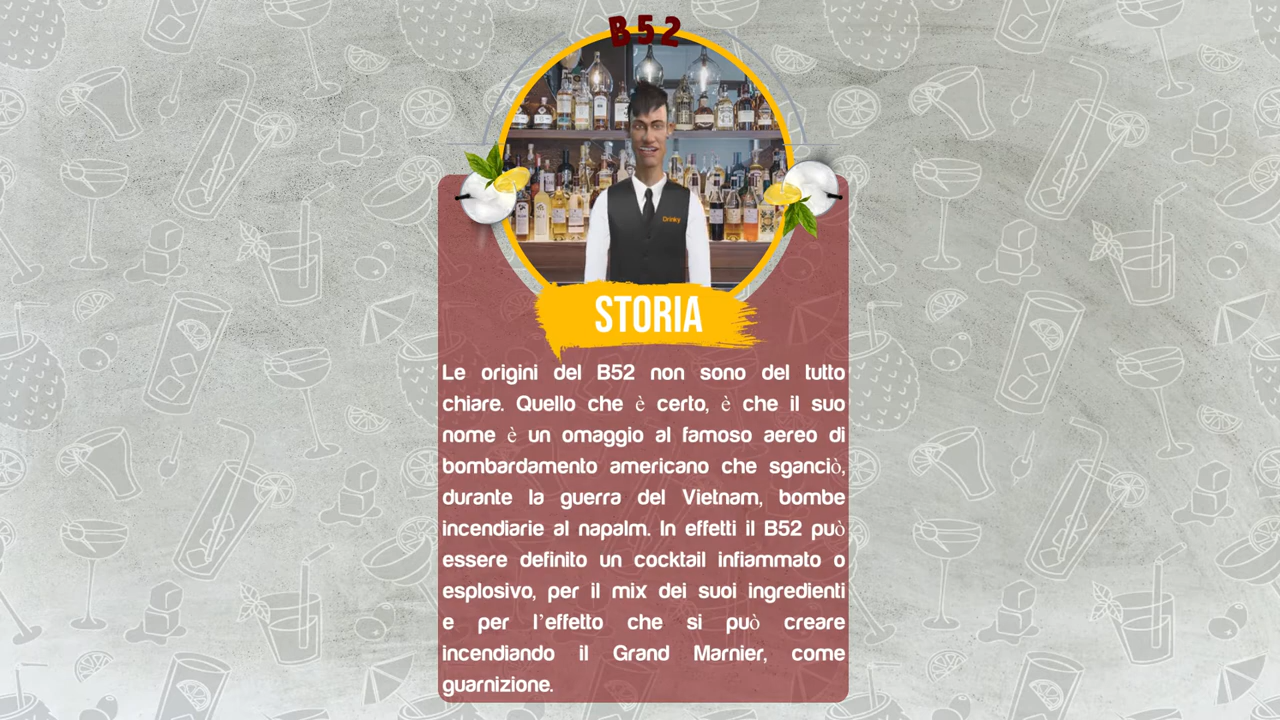 B52
Drinky
STORIA
Le origini del B52 non sono del tutto
chiare. Quello che è certo, è che il suo
nome è un omaggio al famoso aereo di
bombardamento americano che sganciò,
durante la guerra del Vietnam, bombe
incendiarie al napalm. In effetti il B52 può
essere definito un cocktail infiammato o
esplosivo, per il mix dei suoi ingredienti
e per l’effetto che si può creare
incendiando il Grand Marnier, come
guarnizione.